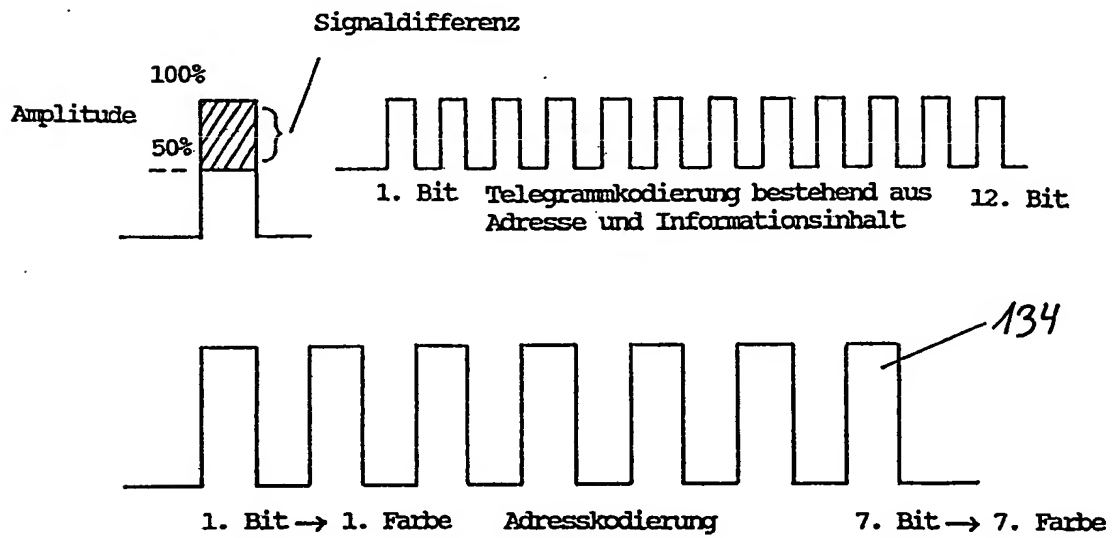 Signaldifferenz
100%
Amplitude
50%
1. Bit Telegrammkodierung bestehend aus 12. Bit
Adresse und Informationsinhalt
134
1. Bit → 1. Farbe Adresskodierung 7. Bit → 7. Farbe